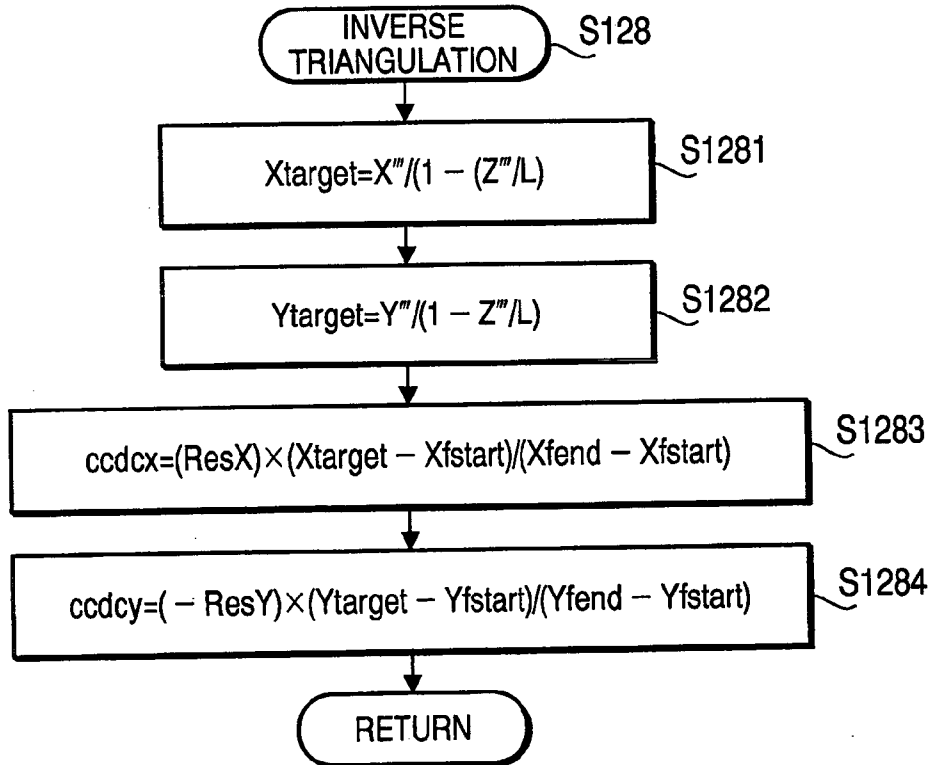 INVERSE
TRIANGULATION
S128
Xtarget=X‴/(1 − (Z‴/L)
S1281
Ytarget=Y‴/(1 − Z‴/L)
S1282
ccdcx=(ResX)×(Xtarget − Xfstart)/(Xfend − Xfstart)
S1283
ccdcy=( − ResY)×(Ytarget − Yfstart)/(Yfend − Yfstart)
S1284
RETURN